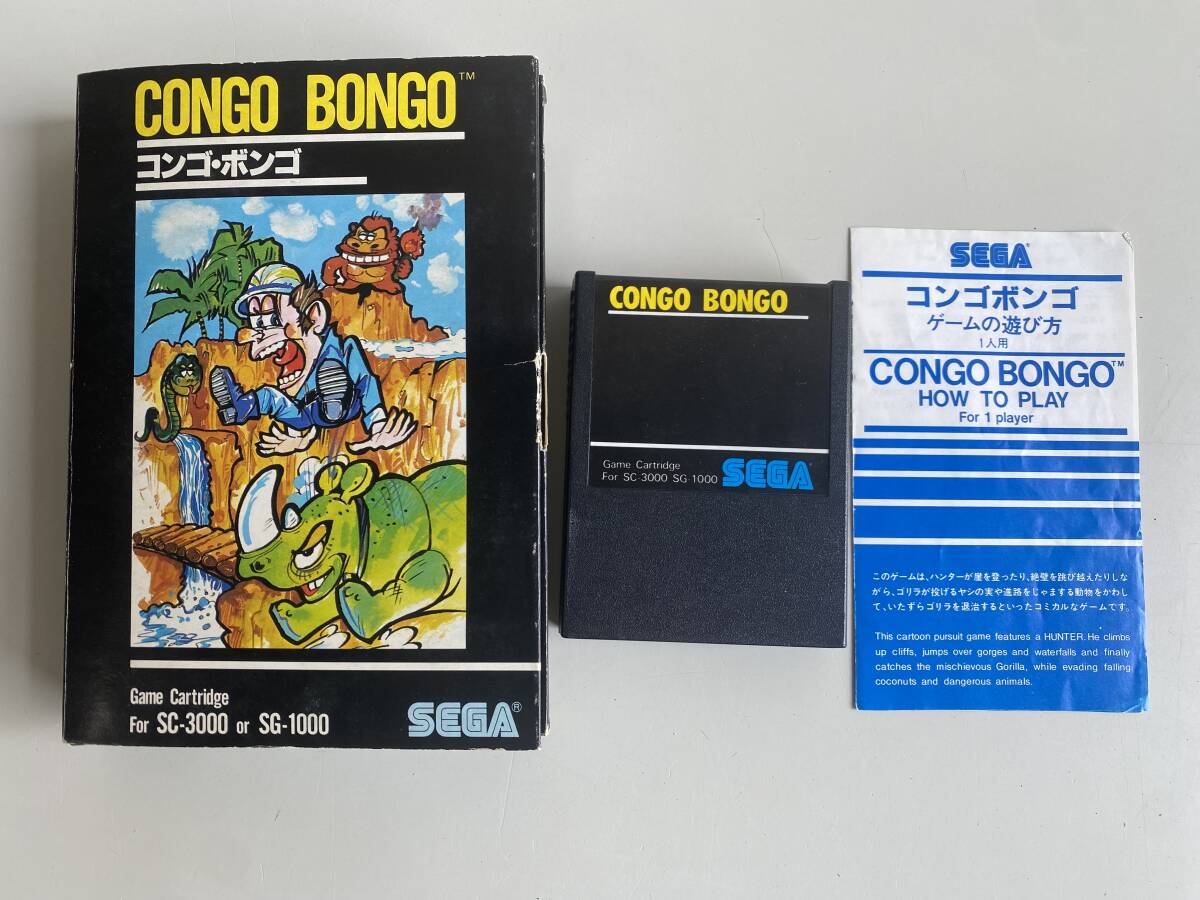 CONGO BONGO™
コンゴ・ボンゴ
Game Cartridge
For SC-3000 or SG-1000
SEGA®
CONGO BONGO
Game Cartridge
For SC-3000 SG-1000
SEGA
SEGA
コンゴボンゴ
ゲームの遊び方
1人用
CONGO BONGO™
HOW TO PLAY
For 1 player
このゲームは、ハンターが崖を登ったり、絶壁を跳び越えたりしな
がら、ゴリラが投げるヤシの実や進路をじゃまする動物をかわし
て、いたずらゴリラを退治するといったコミカルなゲームです。
This cartoon pursuit game features a HUNTER. He climbs
up cliffs, jumps over gorges and waterfalls and finally
catches the mischievous Gorilla, while evading falling
coconuts and dangerous animals.